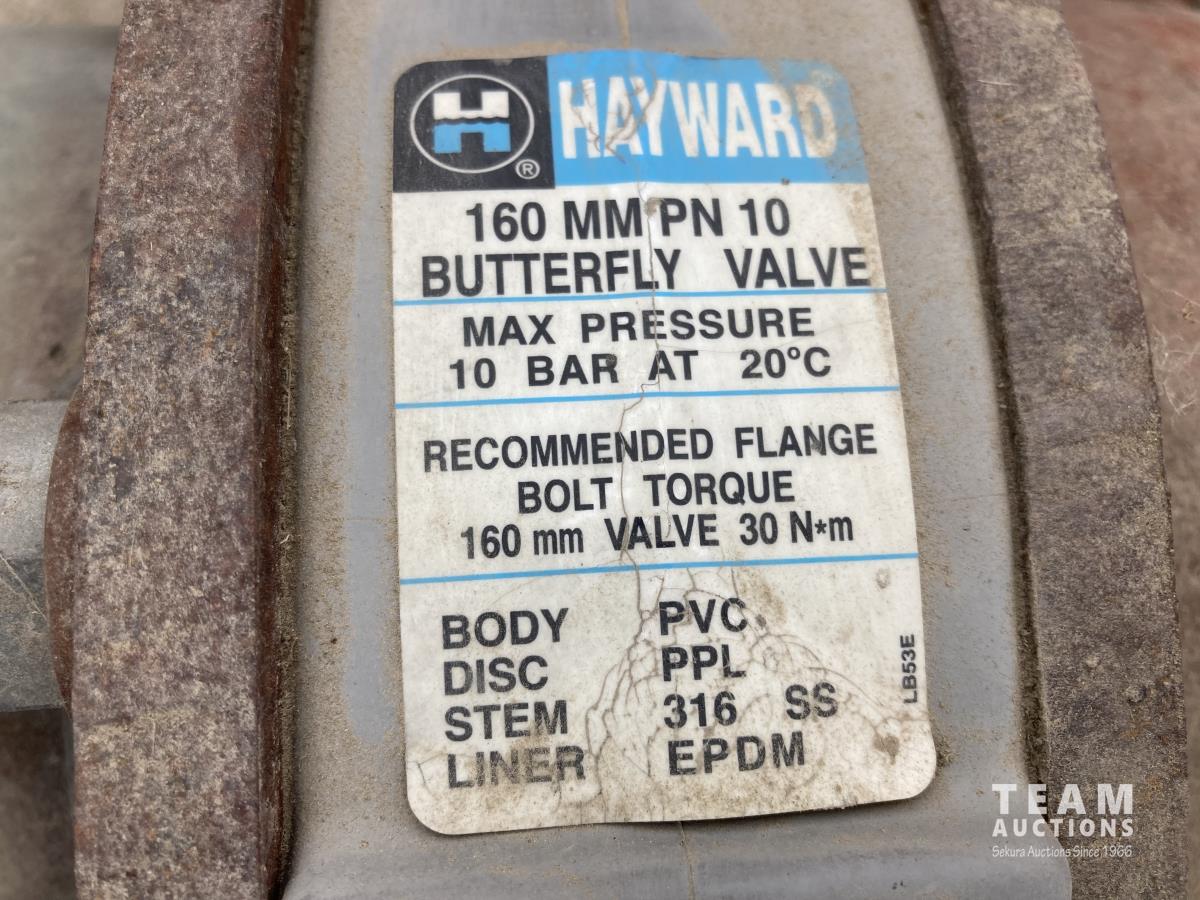 H ® HAYWARD
160 MM PN 10
BUTTERFLY VALVE
MAX PRESSURE
10 BAR AT 20ºC
RECOMMENDED FLANGE
BOLT TORQUE
160 mm VALVE 30 N*m
BODY PVC
DISC PPL
STEM 316 SS
LINER EPDM
LB53E
TEAM
AUCTIONS
Sekura Auctions Since 1966